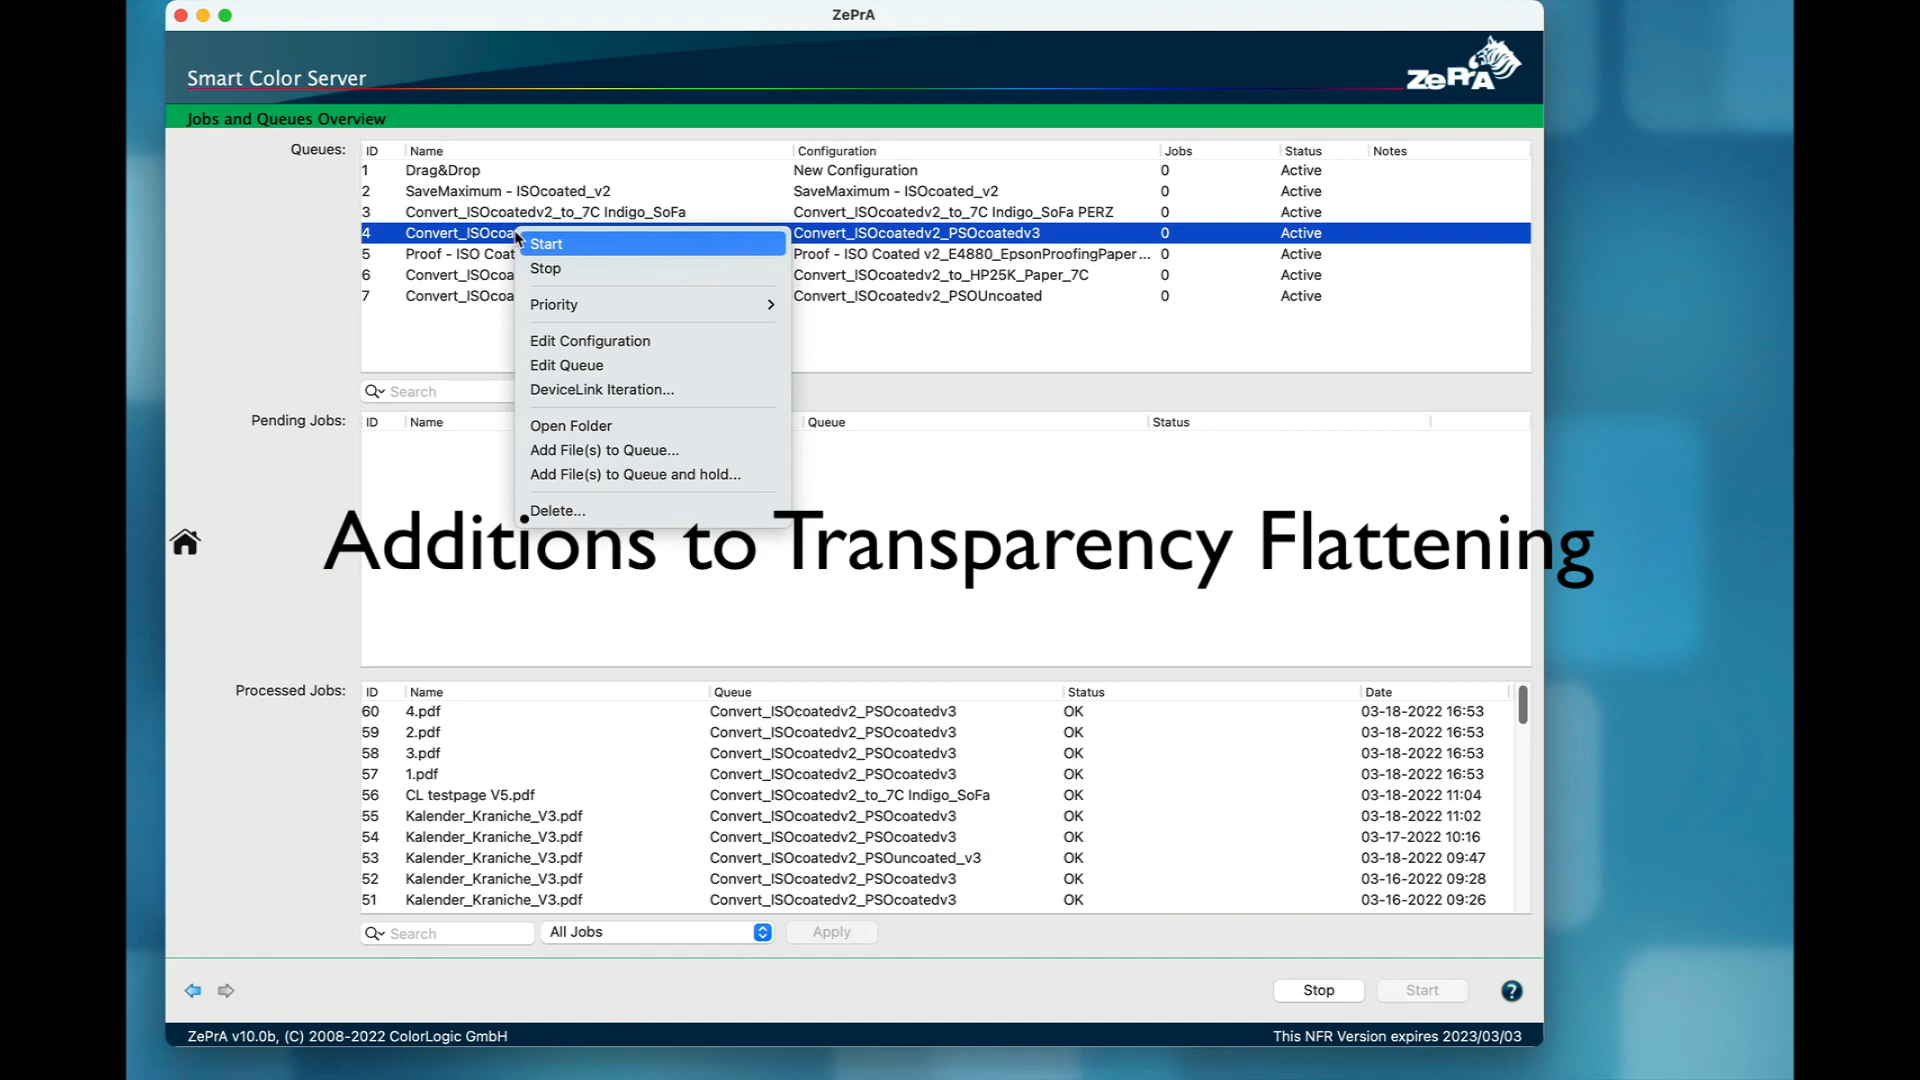 ZePrA
Smart Color Server
ZePrA
Jobs and Queues Overview
Queues: ID Name Configuration Jobs Status Notes
1 Drag&Drop New Configuration 0 Active
2 SaveMaximum - ISOcoated_v2 SaveMaximum - ISOcoated_v2 0 Active
3 Convert_ISOcoatedv2_to_7C Indigo_SoFa Convert_ISOcoatedv2_to_7C Indigo_SoFa PERZ 0 Active
4 Convert_ISOcoa Convert_ISOcoatedv2_PSOcoatedv3 0 Active
5 Proof - ISO Coat Proof - ISO Coated v2_E4880_EpsonProofingPaper... 0 Active
6 Convert_ISOcoa Convert_ISOcoatedv2_to_HP25K_Paper_7C 0 Active
7 Convert_ISOcoa Convert_ISOcoatedv2_PSOUncoated 0 Active
Start
Stop
Priority
Edit Configuration
Edit Queue
DeviceLink Iteration...
Open Folder
Add File(s) to Queue...
Add File(s) to Queue and hold...
Delete...
Search
Pending Jobs: ID Name Queue Status
Additions to Transparency Flattening
Processed Jobs: ID Name Queue Status Date
60 4.pdf Convert_ISOcoatedv2_PSOcoatedv3 OK 03-18-2022 16:53
59 2.pdf Convert_ISOcoatedv2_PSOcoatedv3 OK 03-18-2022 16:53
58 3.pdf Convert_ISOcoatedv2_PSOcoatedv3 OK 03-18-2022 16:53
57 1.pdf Convert_ISOcoatedv2_PSOcoatedv3 OK 03-18-2022 16:53
56 CL testpage V5.pdf Convert_ISOcoatedv2_to_7C Indigo_SoFa OK 03-18-2022 11:04
55 Kalender_Kraniche_V3.pdf Convert_ISOcoatedv2_PSOcoatedv3 OK 03-18-2022 11:02
54 Kalender_Kraniche_V3.pdf Convert_ISOcoatedv2_PSOcoatedv3 OK 03-17-2022 10:16
53 Kalender_Kraniche_V3.pdf Convert_ISOcoatedv2_PSOuncoated_v3 OK 03-18-2022 09:47
52 Kalender_Kraniche_V3.pdf Convert_ISOcoatedv2_PSOcoatedv3 OK 03-16-2022 09:28
51 Kalender_Kraniche_V3.pdf Convert_ISOcoatedv2_PSOcoatedv3 OK 03-16-2022 09:26
Search All Jobs Apply
Stop Start ?
ZePrA v10.0b, (C) 2008-2022 ColorLogic GmbH This NFR Version expires 2023/03/03